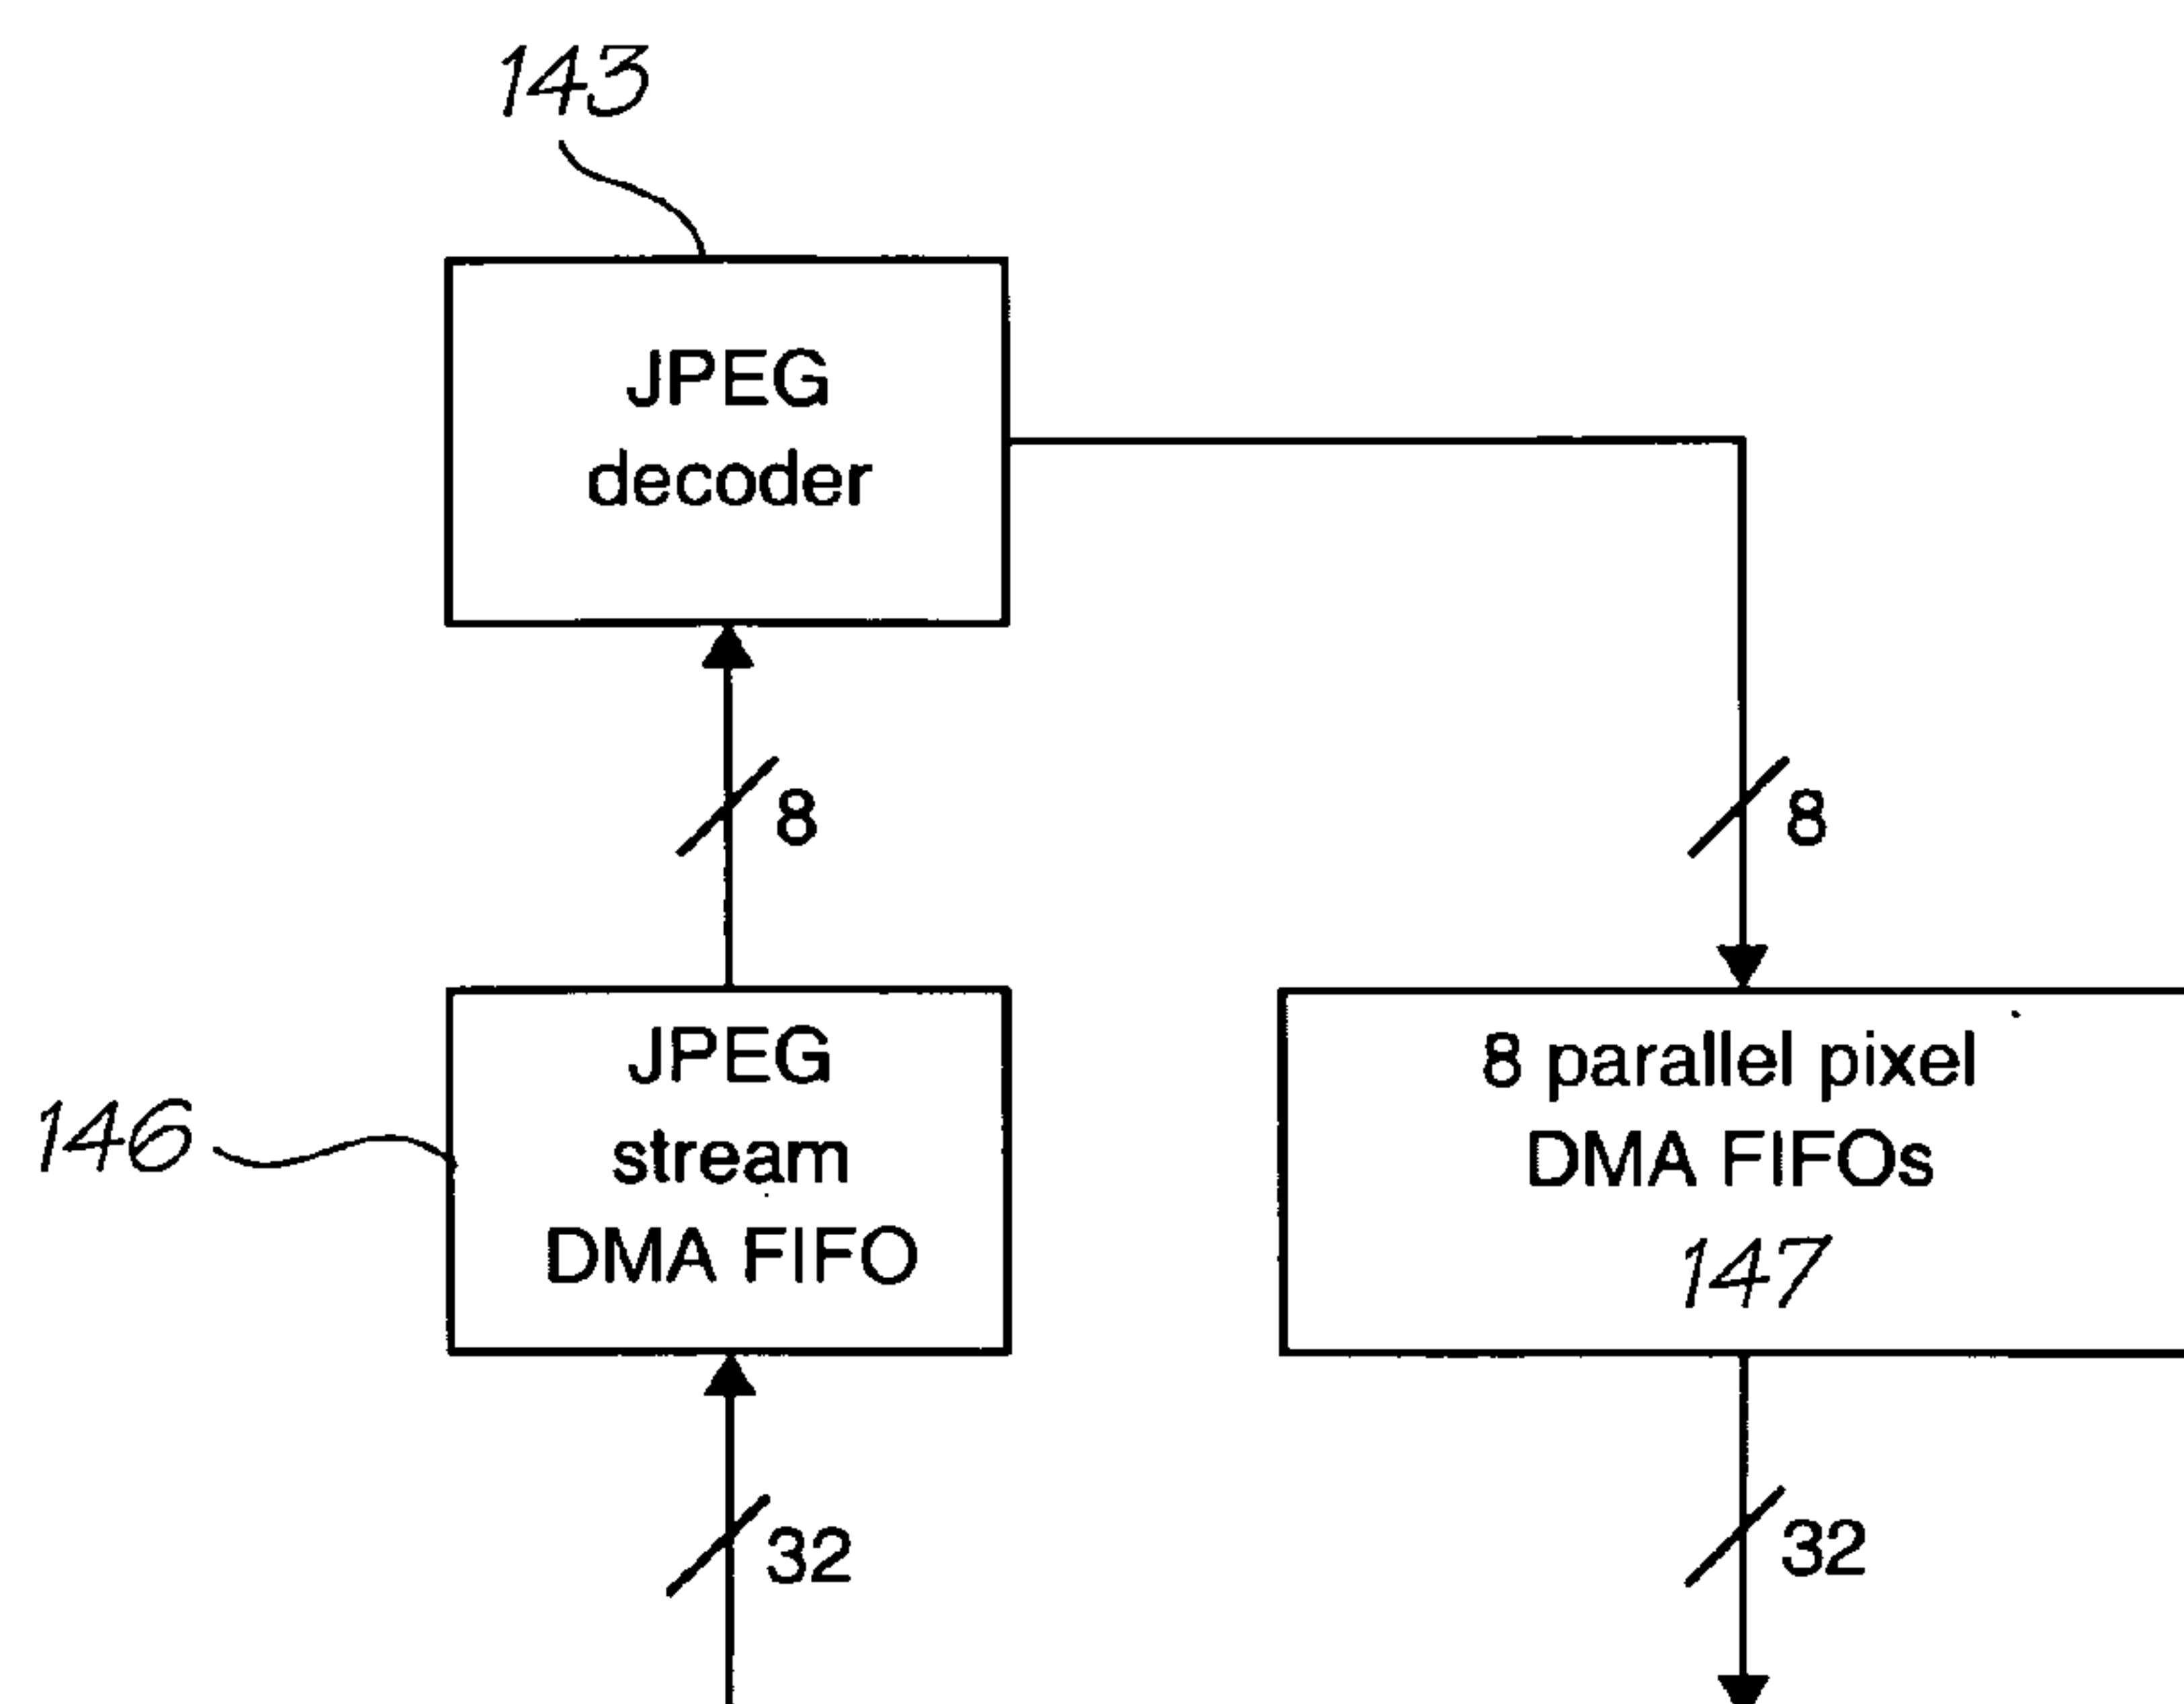 143
JPEG
decoder
8
8
JPEG
stream
DMA FIFO
146
8 parallel pixel
DMA FIFOs
147
32
32